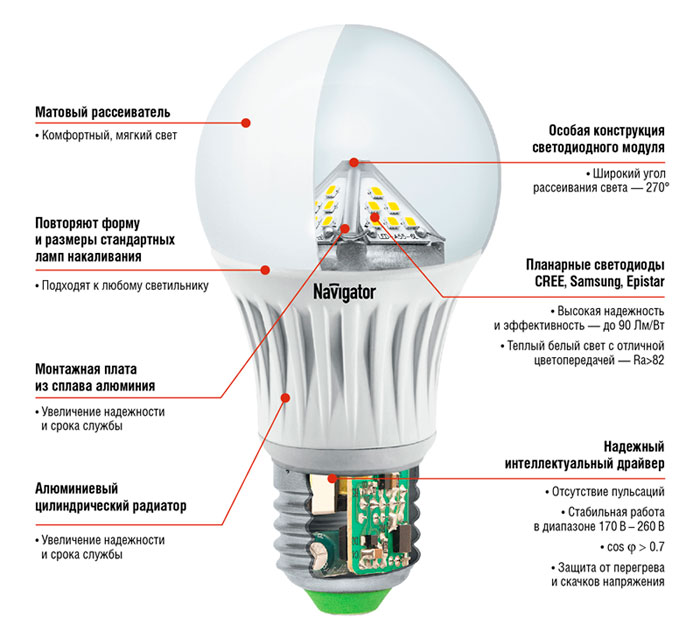 Матовый рассеиватель
• Комфортный, мягкий свет
Повторяют форму
и размеры стандартных
ламп накаливания
• Подходят к любому светильнику
Монтажная плата
из сплава алюминия
• Увеличение надежности
и срока службы
Алюминиевый
цилиндрический радиатор
• Увеличение надежности
и срока службы
Navigator
Особая конструкция
светодиодного модуля
• Широкий угол
рассеивания света — 270°
Планарные светодиоды
CREE, Samsung, Epistar
• Высокая надежность
и эффективность — до 90 Лм/Вт
• Теплый белый свет с отличной
цветопередачей — Ra>82
Надежный
интеллектуальный драйвер
• Отсутствие пульсаций
• Стабильная работа
в диапазоне 170 В – 260 В
• cos φ > 0.7
• Защита от перегрева
и скачков напряжения